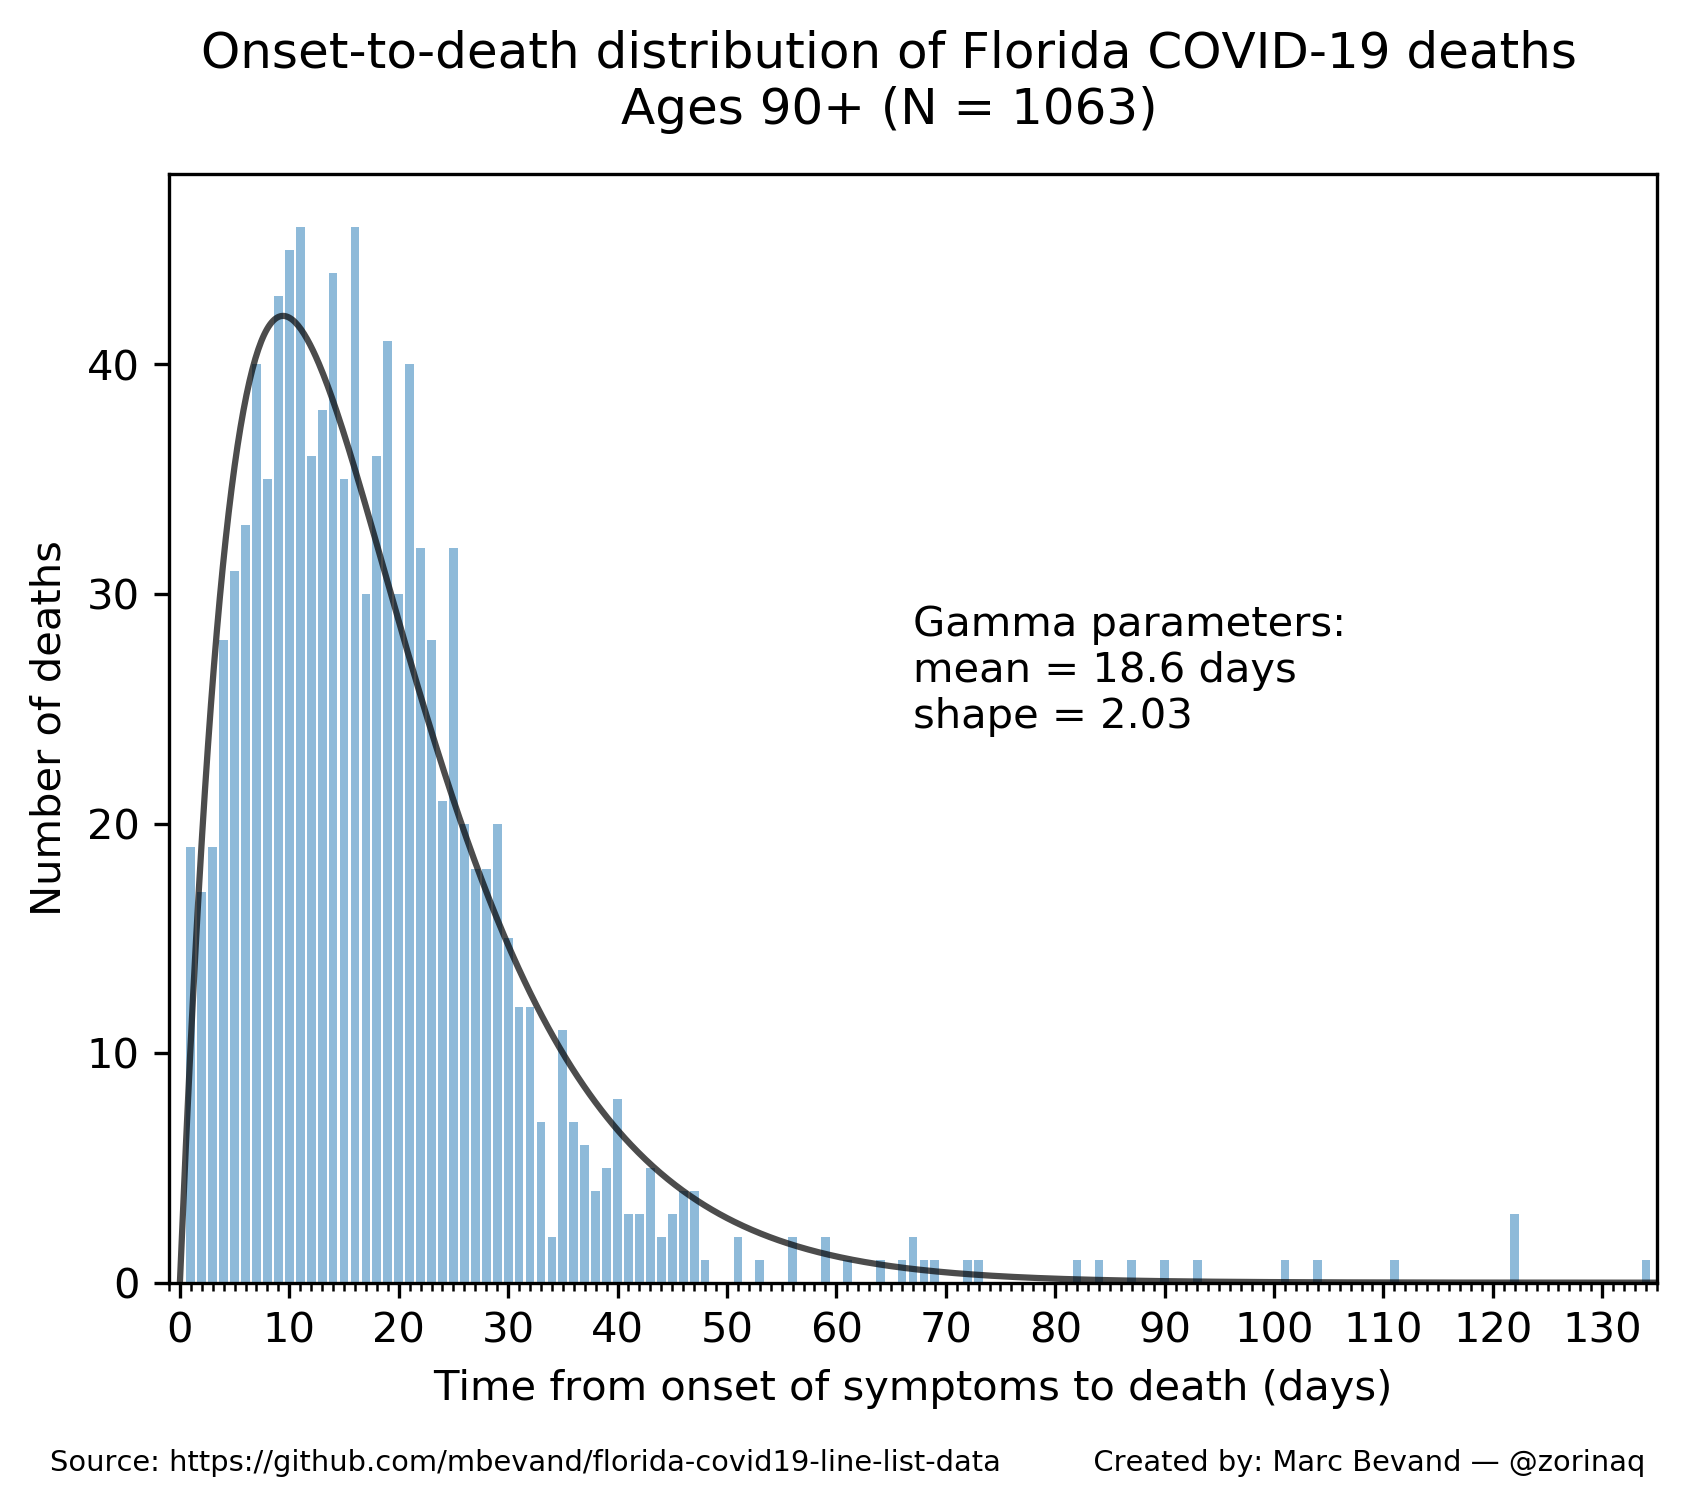 Onset-to-death distribution of Florida COVID-19 deaths
Ages 90+ (N = 1063)
Number of deaths
40
30
20
10
0
Gamma parameters:
mean = 18.6 days
shape = 2.03
0 10 20 30 40 50 60 70 80 90 100 110 120 130
Time from onset of symptoms to death (days)
Source: https://github.com/mbevand/florida-covid19-line-list-data Created by: Marc Bevand — @zorinaq